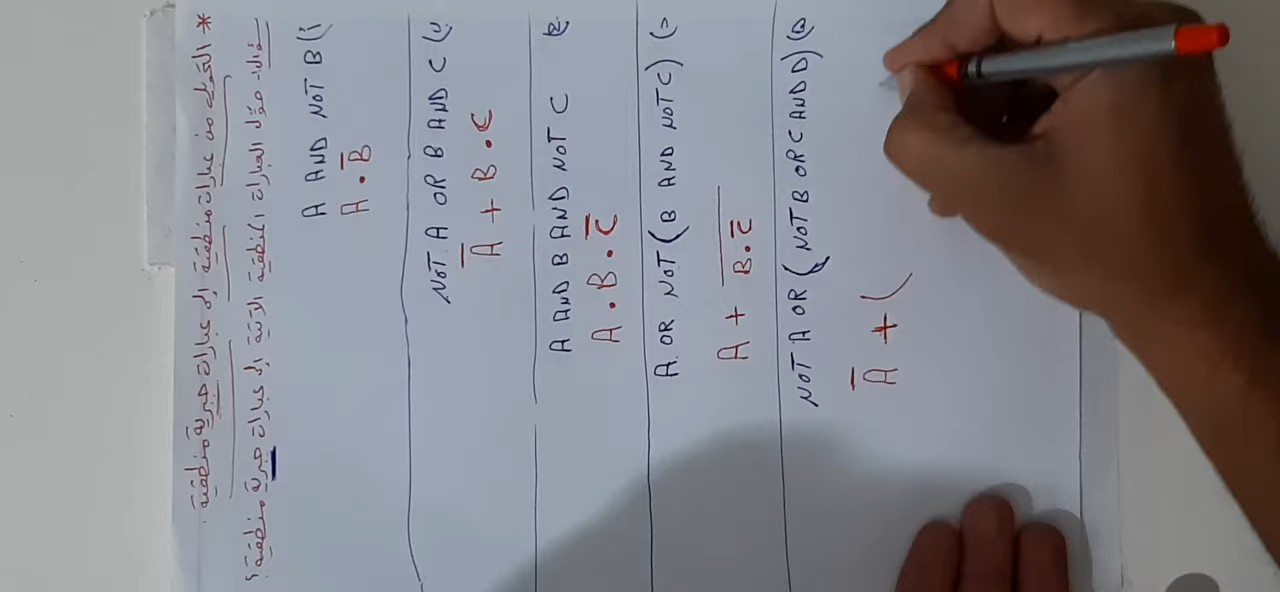 * التحويل من عبارات منطقية إلى عبارات جبرية منطقية.
سؤال: حوّل العبارات المنطقية الآتية إلى عبارات جبرية منطقية؟
A AND NOT B (أ
A . B̅
NOT A OR B AND C (ب
A̅ + B . C
A AND B AND NOT C (ج
A . B . C̅
A OR NOT (B AND NOT C) (د
A + \overline{B . C̅}
NOT A OR (NOT B OR C AND D) (هـ
A̅ + (